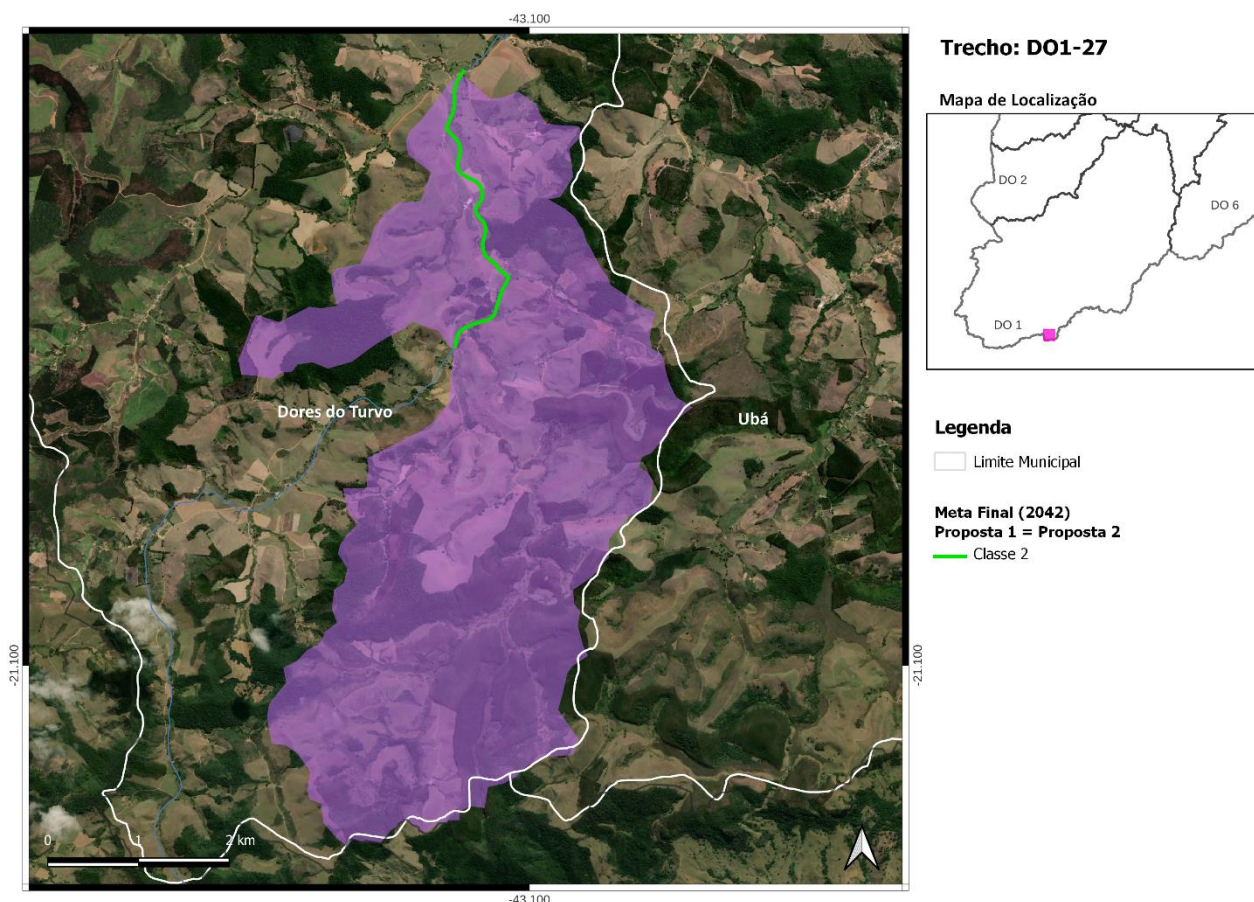 -43.100
Trecho: DO1-27
Mapa de Localização
DO 2
DO 6
DO 1
Dores do Turvo
Ubá
Legenda
Limite Municipal
Meta Final (2042)
Proposta 1 = Proposta 2
Classe 2
-21.100
-21.100
0 1 2 km
-43.100